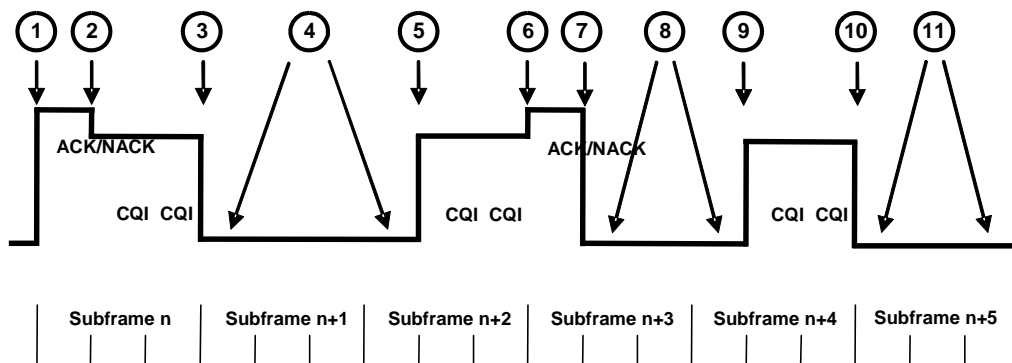 1 2 3 4 5 6 7 8 9 10 11
ACK/NACK ACK/NACK
CQI CQI CQI CQI CQI CQI
Subframe n Subframe n+1 Subframe n+2 Subframe n+3 Subframe n+4 Subframe n+5